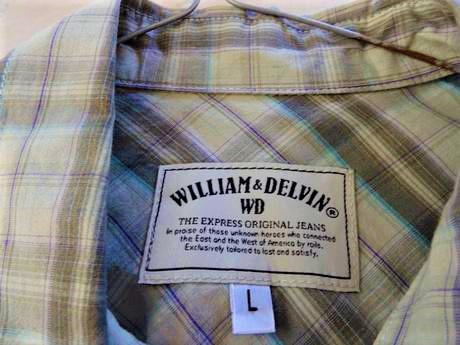 WILLIAM & DELVIN®
WD
THE EXPRESS ORIGINAL JEANS
In praise of those unknown heroes who connected
the East and the West of America by rails.
Exclusively tailored to last and satisfy.
L